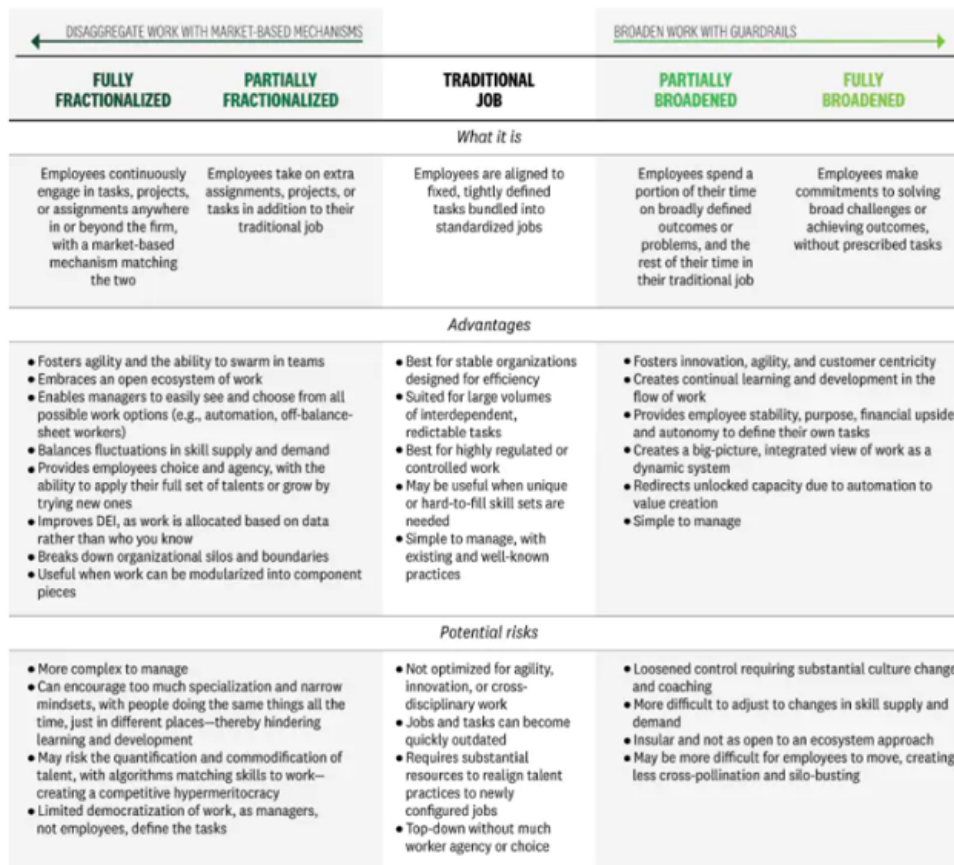 DISAGGREGATE WORK WITH MARKET-BASED MECHANISMS
BROADEN WORK WITH GUARDRAILS
FULLY
FRACTIONALIZED
PARTIALLY
FRACTIONALIZED
TRADITIONAL
JOB
PARTIALLY
BROADENED
FULLY
BROADENED
What it is
Employees continuously
engage in tasks, projects,
or assignments anywhere
in or beyond the firm,
with a market-based
mechanism matching
the two
Employees take on extra
assignments, projects, or
tasks in addition to their
traditional job
Employees are aligned to
fixed, tightly defined
tasks bundled into
standardized jobs
Employees spend a
portion of their time
on broadly defined
outcomes or
problems, and the
rest of their time in
their traditional job
Employees make
commitments to solving
broad challenges or
achieving outcomes,
without prescribed tasks
Advantages
• Fosters agility and the ability to swarm in teams
• Embraces an open ecosystem of work
• Enables managers to easily see and choose from all
possible work options (e.g., automation, off-balance-
sheet workers)
• Balances fluctuations in skill supply and demand
• Provides employees choice and agency, with the
ability to apply their full set of talents or grow by
trying new ones
• Improves DEI, as work is allocated based on data
rather than who you know
• Breaks down organizational silos and boundaries
• Useful when work can be modularized into component
pieces
• Best for stable organizations
designed for efficiency
• Suited for large volumes
of interdependent,
redictable tasks
• Best for highly regulated or
controlled work
• May be useful when unique
or hard-to-fill skill sets are
needed
• Simple to manage, with
existing and well-known
practices
• Fosters innovation, agility, and customer centricity
• Creates continual learning and development in the
flow of work
• Provides employee stability, purpose, financial upside
and autonomy to define their own tasks
• Creates a big-picture, integrated view of work as a
dynamic system
• Redirects unlocked capacity due to automation to
value creation
• Simple to manage
Potential risks
• More complex to manage
• Can encourage too much specialization and narrow
mindsets, with people doing the same things all the
time, just in different places—thereby hindering
learning and development
• May risk the quantification and commodification of
talent, with algorithms matching skills to work—
creating a competitive hypermeritocracy
• Limited democratization of work, as managers,
not employees, define the tasks
• Not optimized for agility,
innovation, or cross-
disciplinary work
• Jobs and tasks can become
quickly outdated
• Requires substantial
resources to realign talent
practices to newly
configured jobs
• Top-down without much
worker agency or choice
• Loosened control requiring substantial culture change
and coaching
• More difficult to adjust to changes in skill supply and
demand
• Insular and not as open to an ecosystem approach
• May be more difficult for employees to move, creating
less cross-pollination and silo-busting